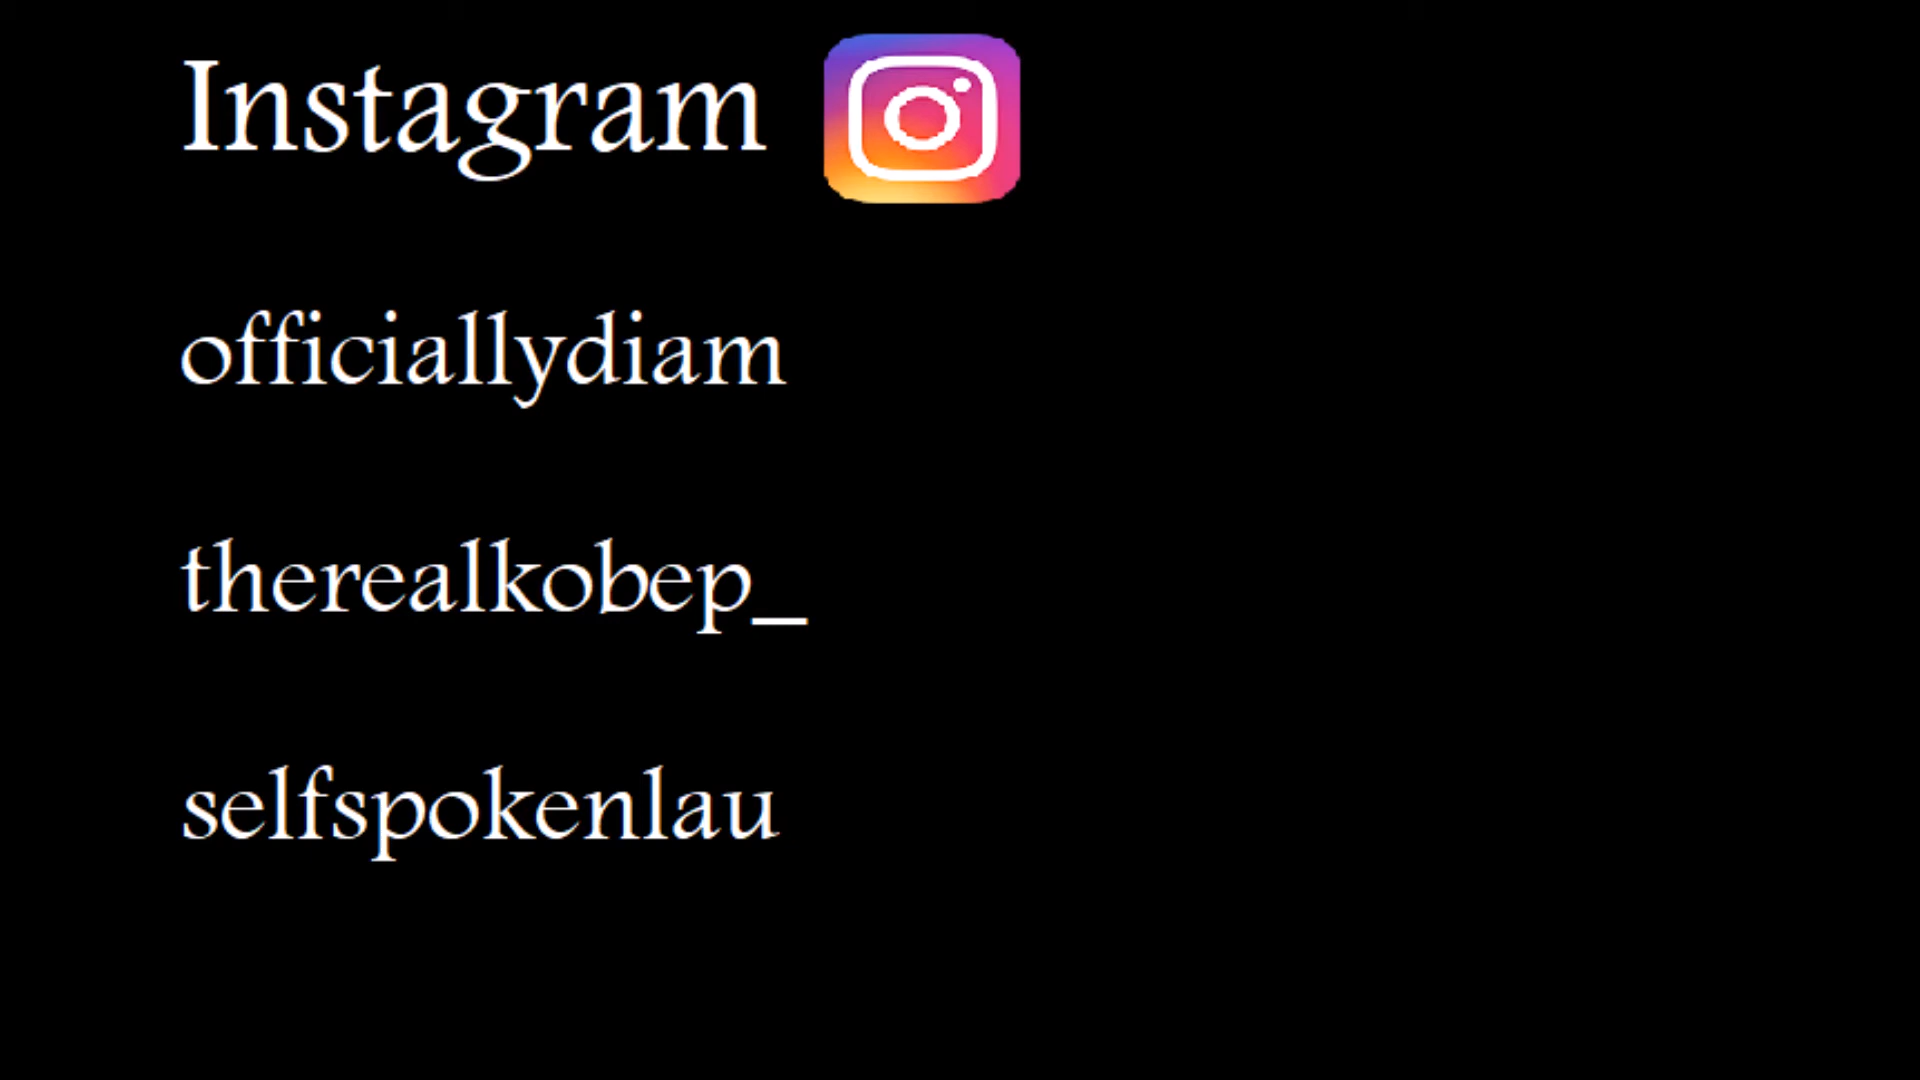 Instagram
officiallydiam
therealkobep_
selfspokenlau